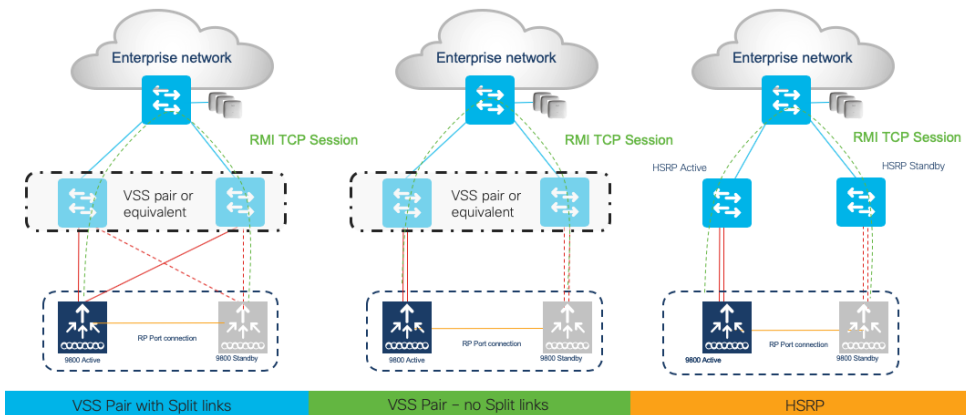 Enterprise network
RMI TCP Session
VSS pair or
equivalent
RP Port connection
9800 Active
9800 Standby
VSS Pair with Split links
Enterprise network
RMI TCP Session
VSS pair or
equivalent
RP Port connection
9800 Active
9800 Standby
VSS Pair – no Split links
Enterprise network
RMI TCP Session
HSRP Active
HSRP Standby
RP Port connection
9800 Active
9800 Standby
HSRP